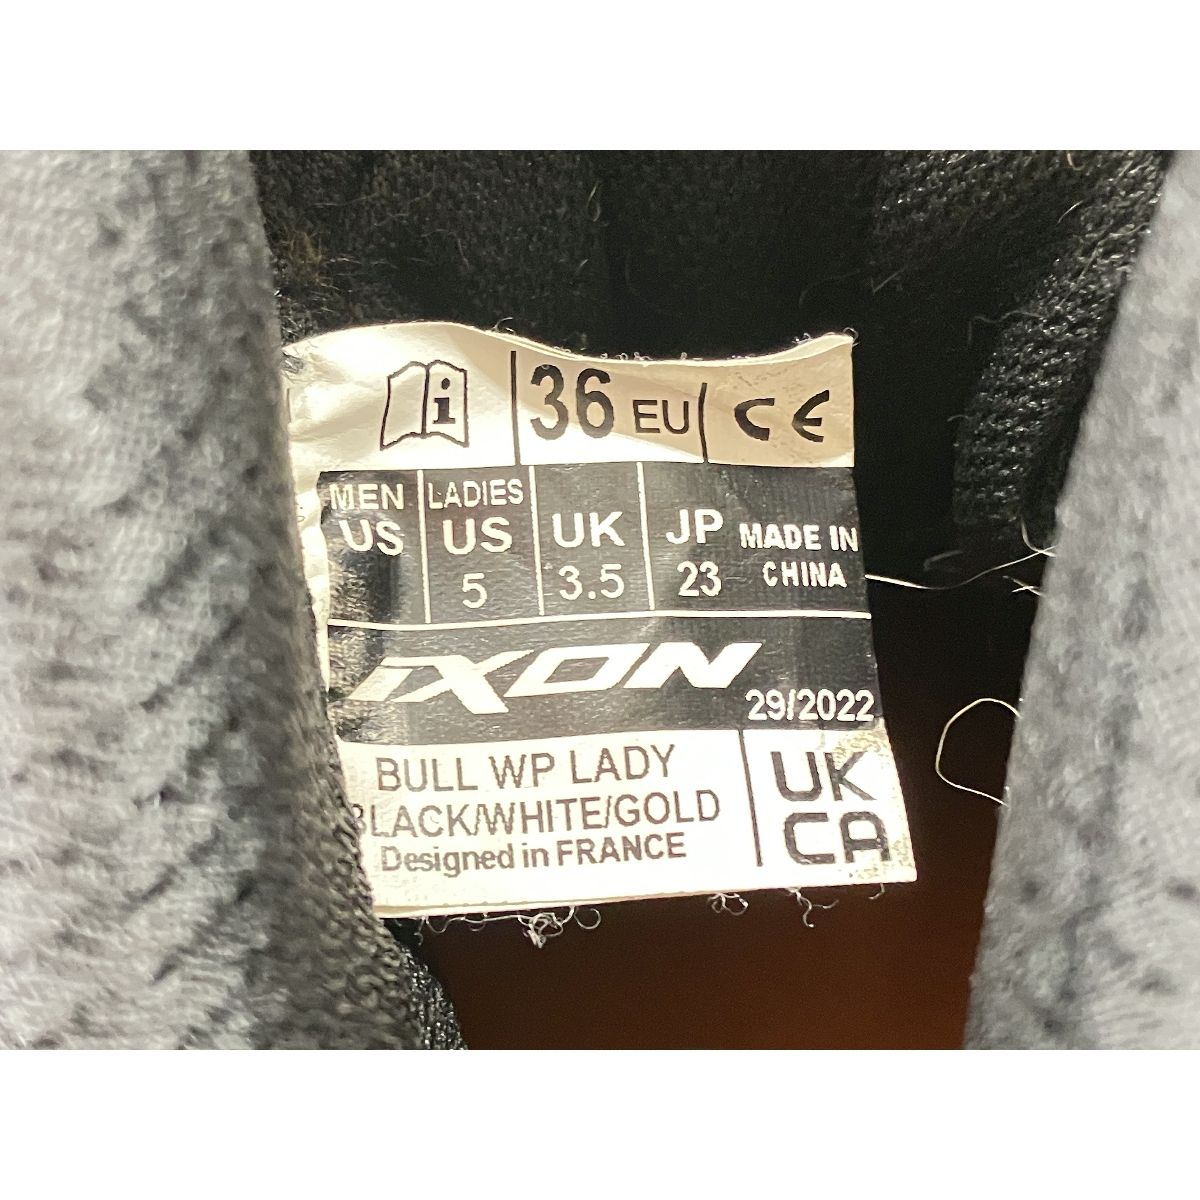 i 36 EU CE
MEN US LADIES US UK JP MADE IN CHINA
5 3.5 23
IXON
29/2022
BULL WP LADY
BLACK/WHITE/GOLD
Designed in FRANCE
UK
CA